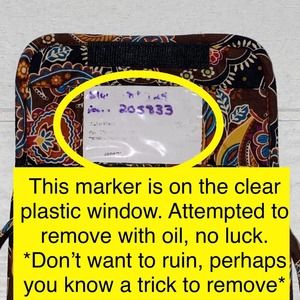 203833
This marker is on the clear
plastic window. Attempted to
remove with oil, no luck.
*Don't want to ruin, perhaps
you know a trick to remove*